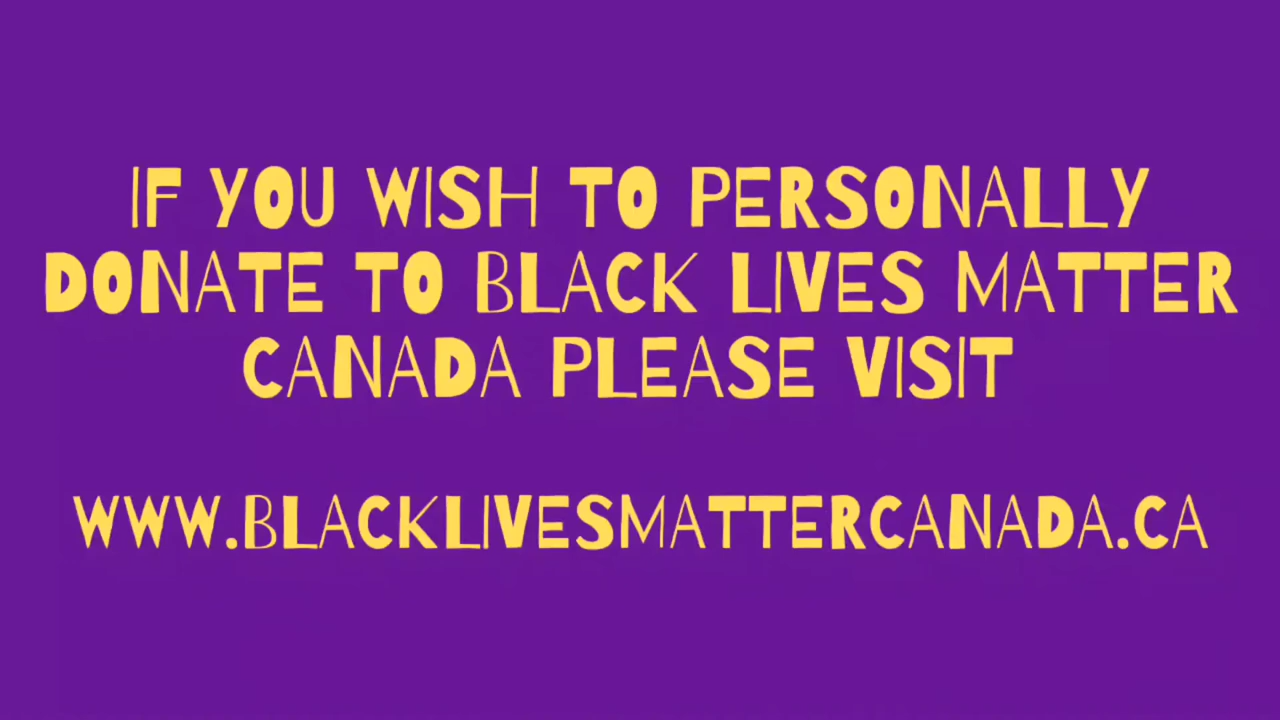 IF YOU WISH TO PERSONALLY
DONATE TO BLACK LIVES MATTER
CANADA PLEASE VISIT
WWW.BLACKLIVESMATTERCANADA.CA